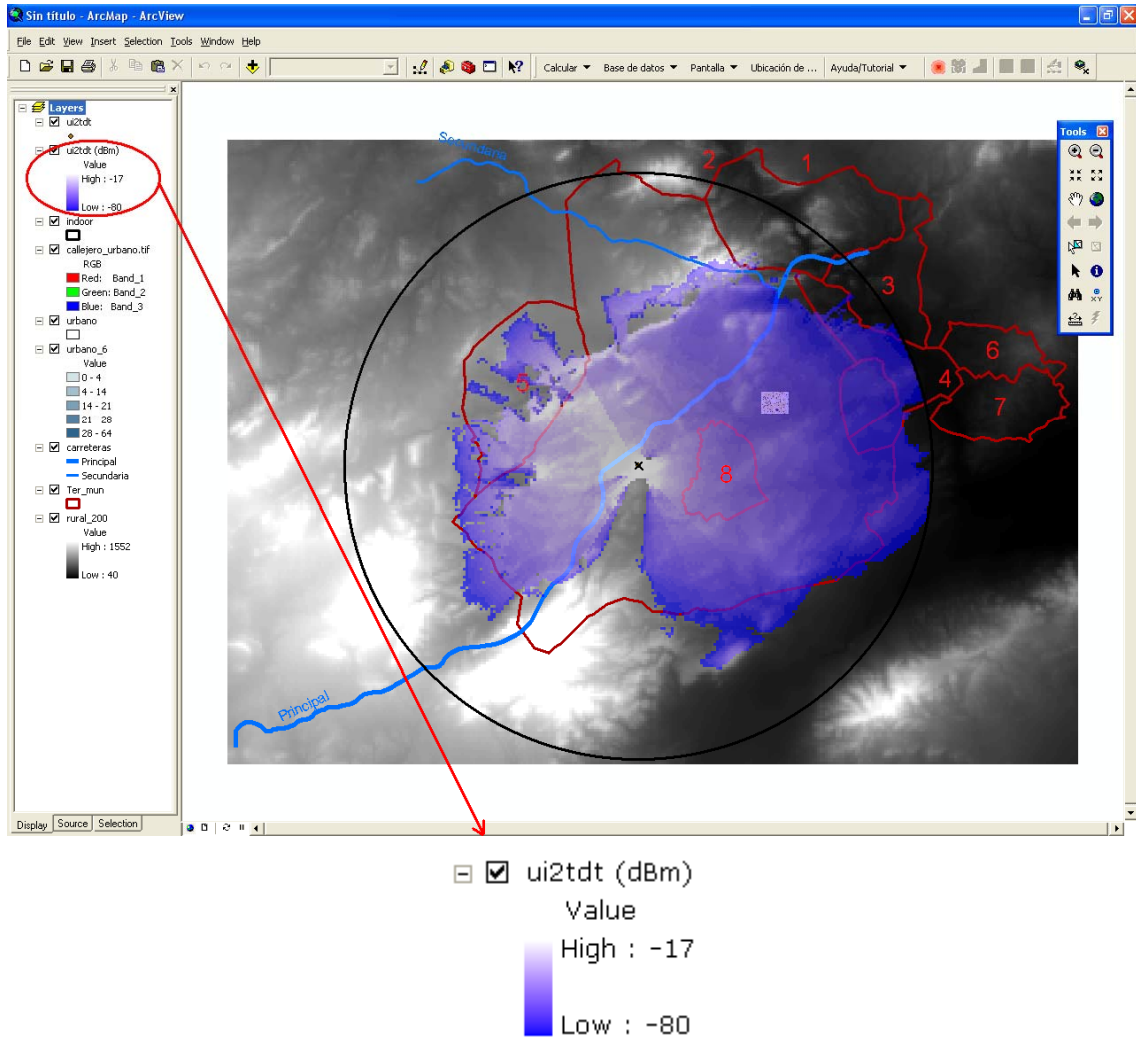 Sin título - ArcMap - ArcView
File Edit View Insert Selection Tools Window Help
Calcular Base de datos Pantalla Ubicación de ... Ayuda/Tutorial
Layers
ui2tdt
ui2tdt (dBm)
Value
High : -17
Low : -80
indoor
callejero_urbano.tif
RGB
Red: Band_1
Green: Band_2
Blue: Band_3
urbano
urbano_6
Value
0 - 4
4 - 14
14 - 21
21 28
28 - 64
carreteras
Principal
Secundaria
Ter_mun
rural_200
Value
High : 1552
Low : 40
Display Source Selection
Secundaria
2
1
3
6
4
7
5
8
Principal
Tools
XY
ui2tdt (dBm)
Value
High : -17
Low : -80